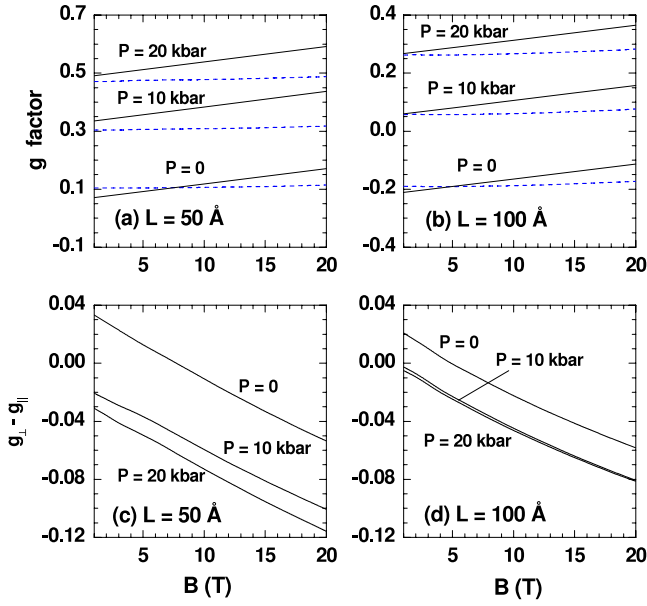 0.7
0.5
0.3
0.1
-0.1
g factor
P = 20 kbar
P = 10 kbar
P = 0
(a) L = 50 Å
5 10 15 20
0.4
0.2
0.0
-0.2
-0.4
P = 20 kbar
P = 10 kbar
P = 0
(b) L = 100 Å
5 10 15 20
0.04
0.00
-0.04
-0.08
-0.12
g⊥ - g||
P = 0
P = 10 kbar
P = 20 kbar
(c) L = 50 Å
5 10 15 20
B (T)
0.04
0.00
-0.04
-0.08
-0.12
P = 0
P = 10 kbar
P = 20 kbar
(d) L = 100 Å
5 10 15 20
B (T)